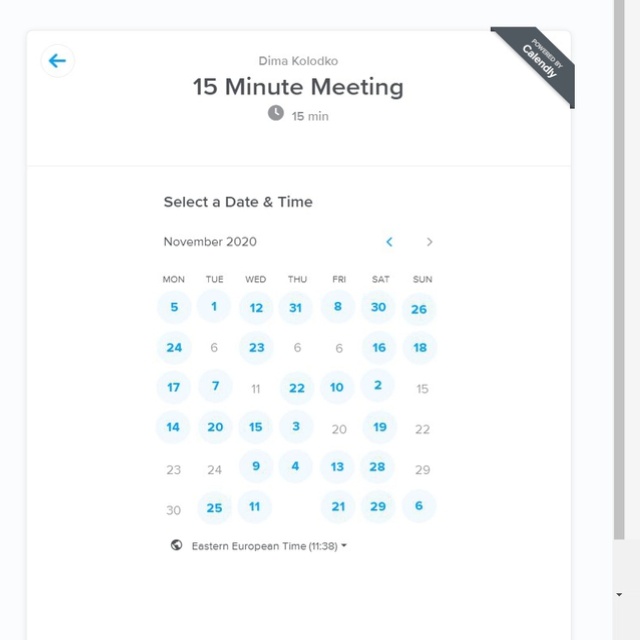 POWERED BY
Calendly
Dima Kolodko
15 Minute Meeting
15 min
Select a Date & Time
November 2020
MON TUE WED THU FRI SAT SUN
5 1 12 31 8 30 26
24 6 23 6 6 16 18
17 7 11 22 10 2 15
14 20 15 3 20 19 22
23 24 9 4 13 28 29
30 25 11 21 29 6
Eastern European Time (11:38)